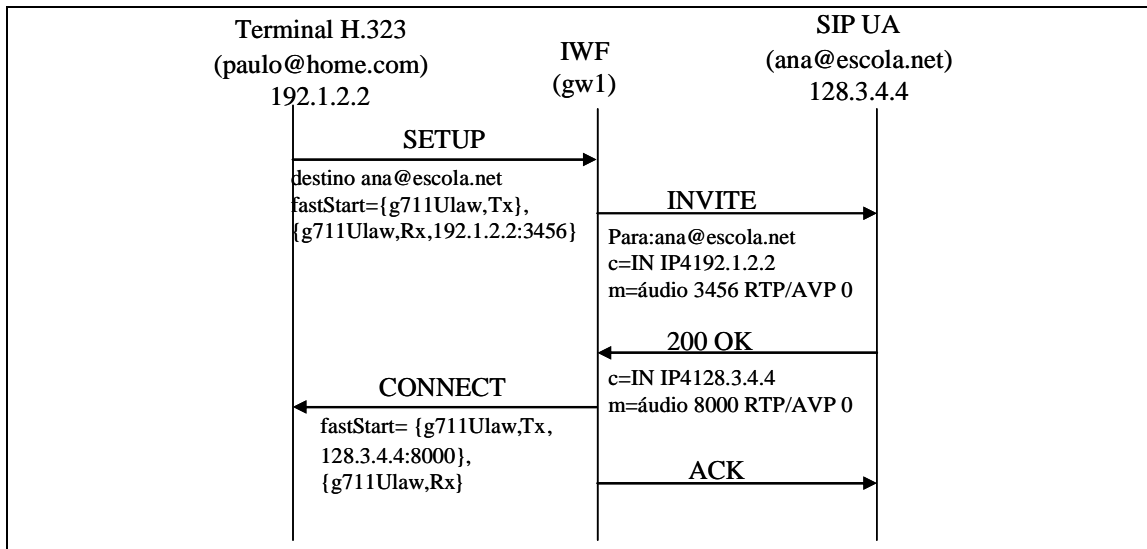 Terminal H.323
(paulo@home.com)
192.1.2.2
IWF
(gw1)
SIP UA
(ana@escola.net)
128.3.4.4
SETUP
destino ana@escola.net
fastStart={g711Ulaw,Tx},
{g711Ulaw,Rx,192.1.2.2:3456}
INVITE
Para:ana@escola.net
c=IN IP4192.1.2.2
m=áudio 3456 RTP/AVP 0
200 OK
c=IN IP4128.3.4.4
m=áudio 8000 RTP/AVP 0
CONNECT
fastStart= {g711Ulaw,Tx,
128.3.4.4:8000},
{g711Ulaw,Rx}
ACK